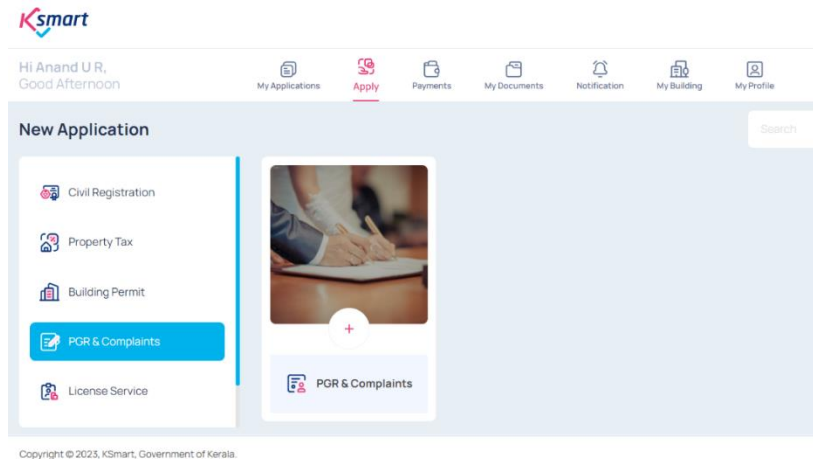 Ksmart
Hi Anand U R,
Good Afternoon
My Applications
Apply
Payments
My Documents
Notification
My Building
My Profile
New Application
Search
Civil Registration
Property Tax
Building Permit
PGR & Complaints
License Service
PGR & Complaints
Copyright © 2023, KSmart, Government of Kerala.